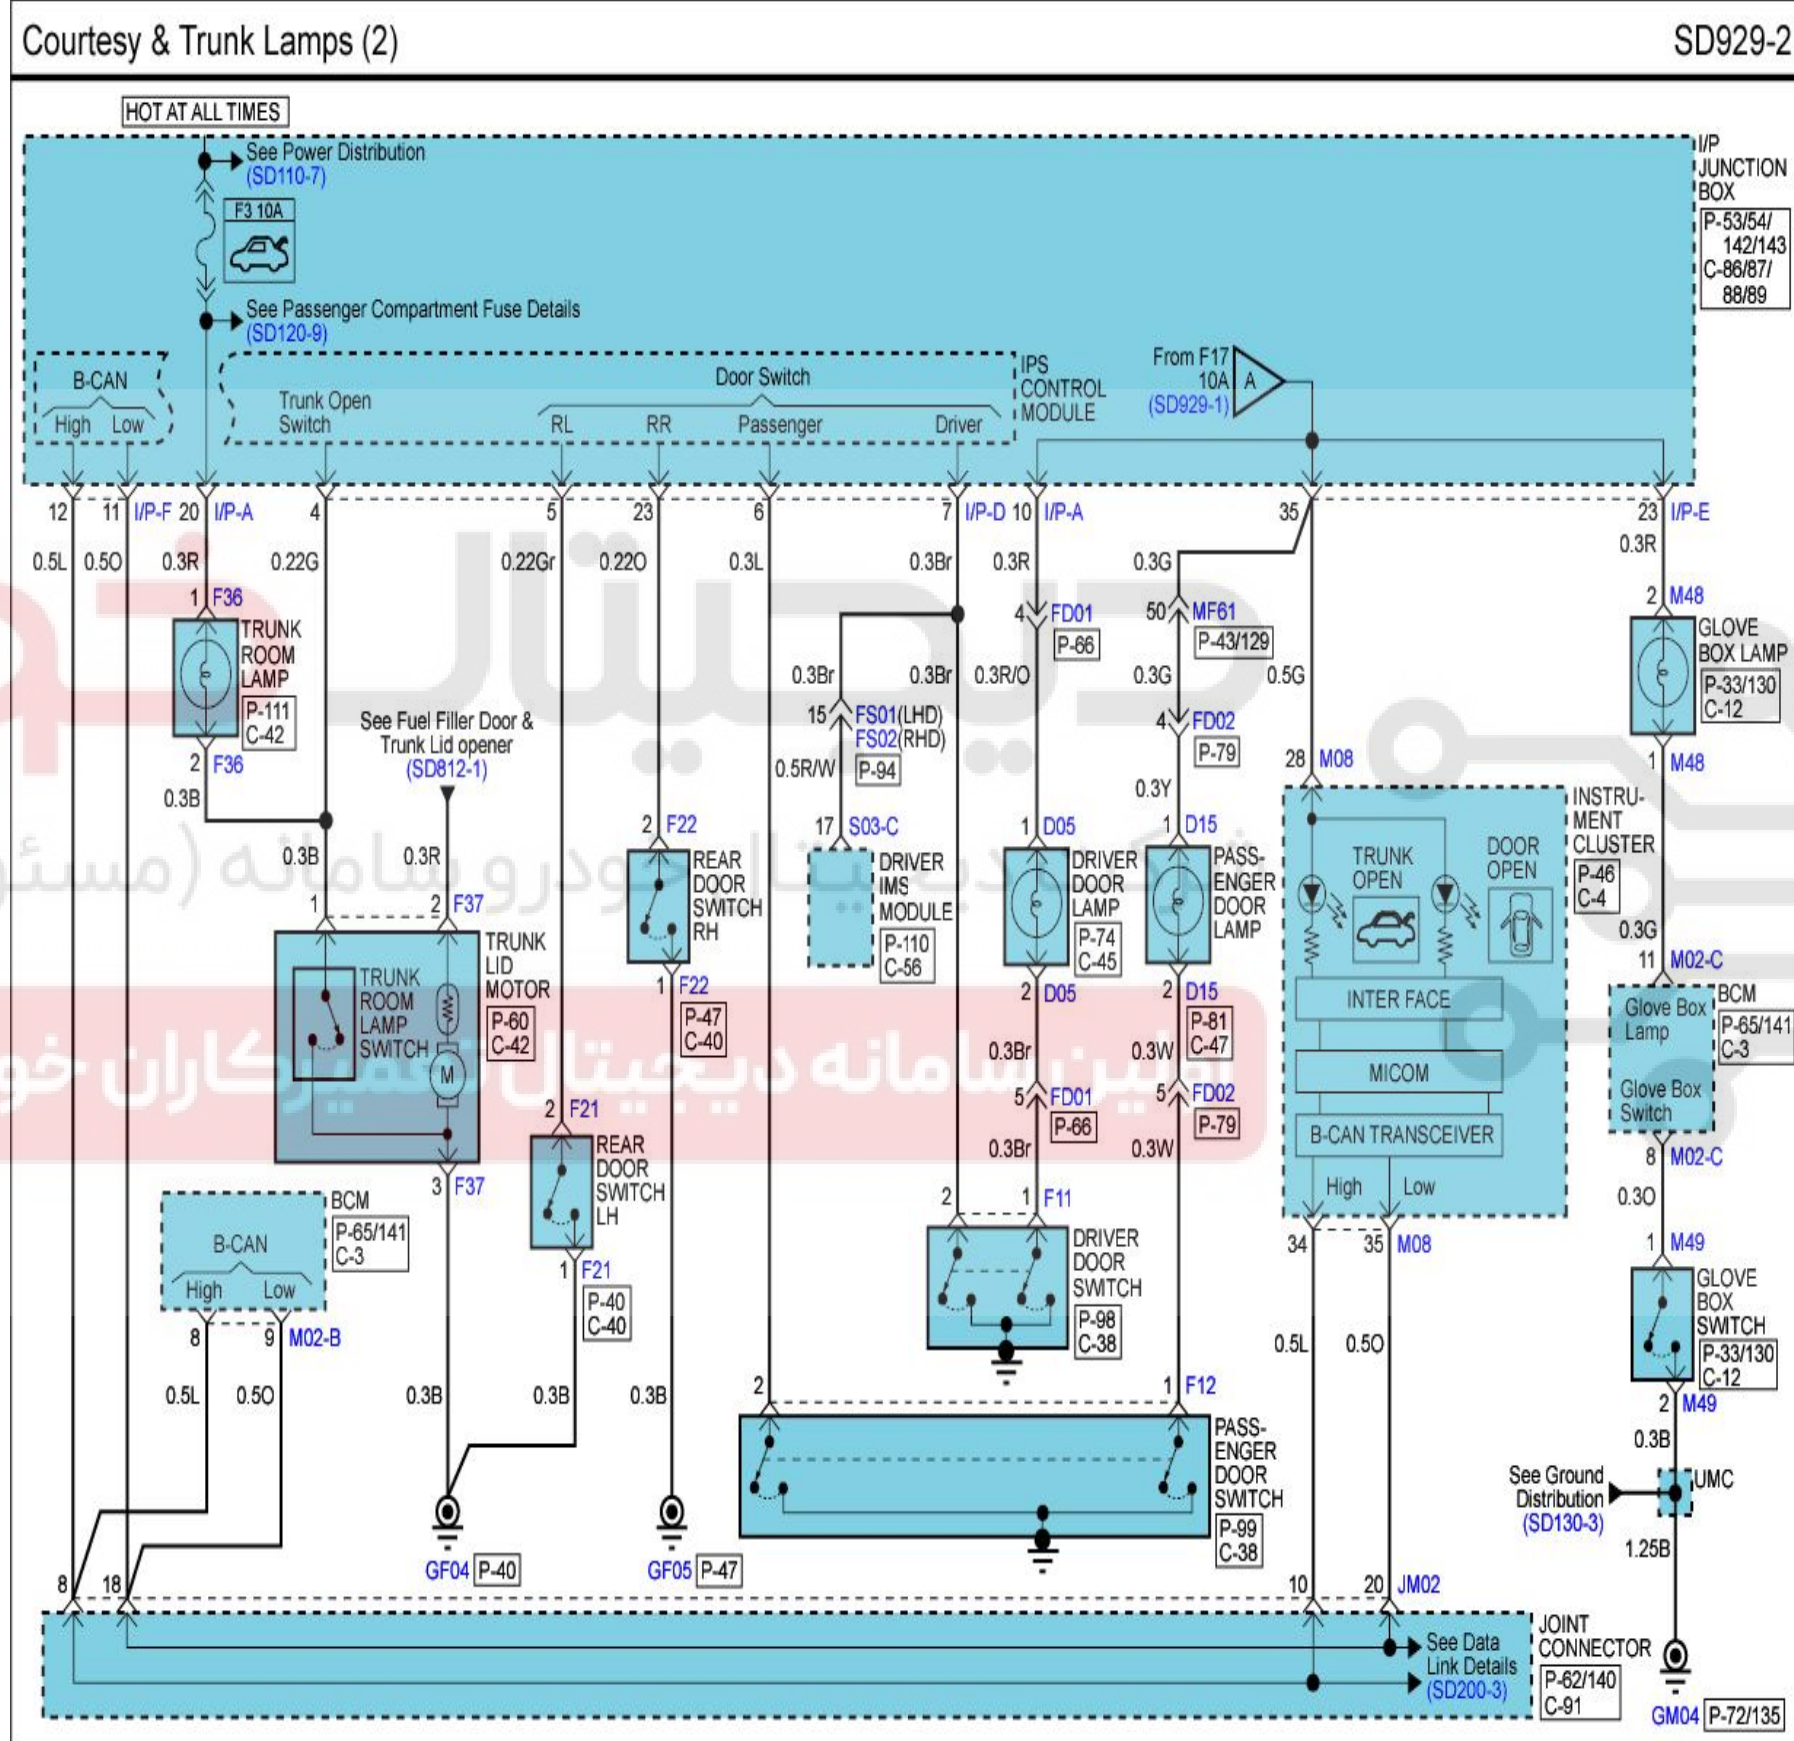 Courtesy & Trunk Lamps (2)
SD929-2
HOT AT ALL TIMES
See Power Distribution
(SD110-7)
F3 10A
See Passenger Compartment Fuse Details
(SD120-9)
I/P
JUNCTION
BOX
P-53/54/
142/143
C-86/87/
88/89
B-CAN
High Low
Trunk Open
Switch
Door Switch
RL RR Passenger Driver
IPS
CONTROL
MODULE
From F17
10A A
(SD929-1)
12 11 I/P-F 20 I/P-A 4 5 23 6 7 I/P-D 10 I/P-A 35 23 I/P-E
0.5L 0.5O 0.3R 0.22G 0.22Gr 0.22O 0.3L 0.3Br 0.3R 0.3G 0.3R
1 F36
TRUNK
ROOM
LAMP
P-111
C-42
2 F36
0.3B
See Fuel Filler Door &
Trunk Lid opener
(SD812-1)
0.3B 0.3R
1 2 F37
TRUNK
ROOM
LAMP
SWITCH
M
TRUNK
LID
MOTOR
P-60
C-42
3 F37
2 F21
REAR
DOOR
SWITCH
LH
1 F21
P-40
C-40
2 F22
REAR
DOOR
SWITCH
RH
1 F22
P-47
C-40
0.3Br 0.3Br 0.3R/O 0.3G 0.5G
15 FS01(LHD)
FS02(RHD)
P-94
0.5R/W
17 S03-C
DRIVER
IMS
MODULE
P-110
C-56
4 FD01
P-66
1 D05
DRIVER
DOOR
LAMP
P-74
C-45
2 D05
0.3Br
5 FD01
P-66
0.3Br
2 1 F11
DRIVER
DOOR
SWITCH
P-98
C-38
50 MF61
P-43/129
4 FD02
P-79
0.3Y
1 D15
PASS-
ENGER
DOOR
LAMP
2 D15
P-81
C-47
0.3W
5 FD02
P-79
0.3W
2 1 F12
PASS-
ENGER
DOOR
SWITCH
P-99
C-38
28 M08
INSTRU-
MENT
CLUSTER
P-46
C-4
TRUNK
OPEN
DOOR
OPEN
INTER FACE
MICOM
B-CAN TRANSCEIVER
High Low
34 35 M08
0.5L 0.5O
2 M48
GLOVE
BOX LAMP
P-33/130
C-12
1 M48
0.3G
11 M02-C
Glove Box
Lamp
Glove Box
Switch
BCM
P-65/141
C-3
8 M02-C
0.3O
1 M49
GLOVE
BOX
SWITCH
P-33/130
C-12
2 M49
0.3B
See Ground
Distribution
(SD130-3)
UMC
1.25B
GM04 P-72/135
B-CAN
High Low
BCM
P-65/141
C-3
8 9 M02-B
0.5L 0.5O 0.3B 0.3B 0.3B
GF04 P-40
GF05 P-47
8 18 10 20 JM02
See Data
Link Details
(SD200-3)
JOINT
CONNECTOR
P-62/140
C-91
دیجیتال خو
شرکت دیجیتال خودرو سامانه (مسئو
اولین سامانه دیجیتال تعمیرکاران خو